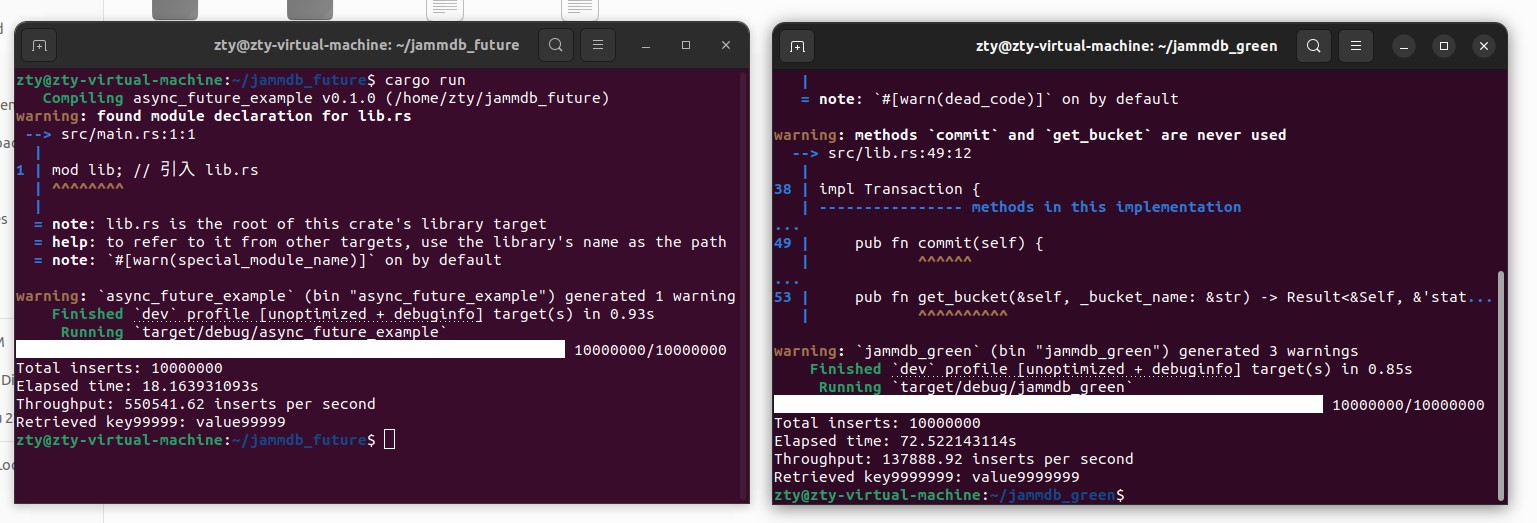 zty@zty-virtual-machine: ~/jammdb_future
zty@zty-virtual-machine:~/jammdb_future$ cargo run
Compiling async_future_example v0.1.0 (/home/zty/jammdb_future)
warning: found module declaration for lib.rs
--> src/main.rs:1:1
|
1 | mod lib; // 引入 lib.rs
| ^^^^^^^^
|
= note: lib.rs is the root of this crate's library target
= help: to refer to it from other targets, use the library's name as the path
= note: `#[warn(special_module_name)]` on by default
warning: `async_future_example` (bin "async_future_example") generated 1 warning
Finished `dev` profile [unoptimized + debuginfo] target(s) in 0.93s
Running `target/debug/async_future_example`
10000000/10000000
Total inserts: 10000000
Elapsed time: 18.163931093s
Throughput: 550541.62 inserts per second
Retrieved key99999: value99999
zty@zty-virtual-machine:~/jammdb_future$
zty@zty-virtual-machine: ~/jammdb_green
|
= note: `#[warn(dead_code)]` on by default
warning: methods `commit` and `get_bucket` are never used
--> src/lib.rs:49:12
|
38 | impl Transaction {
| ---------------- methods in this implementation
...
49 | pub fn commit(self) {
| ^^^^^^
...
53 | pub fn get_bucket(&self, _bucket_name: &str) -> Result<&Self, &'stat...
| ^^^^^^^^^^
warning: `jammdb_green` (bin "jammdb_green") generated 3 warnings
Finished `dev` profile [unoptimized + debuginfo] target(s) in 0.85s
Running `target/debug/jammdb_green`
10000000/10000000
Total inserts: 10000000
Elapsed time: 72.522143114s
Throughput: 137888.92 inserts per second
Retrieved key9999999: value9999999
zty@zty-virtual-machine:~/jammdb_green$